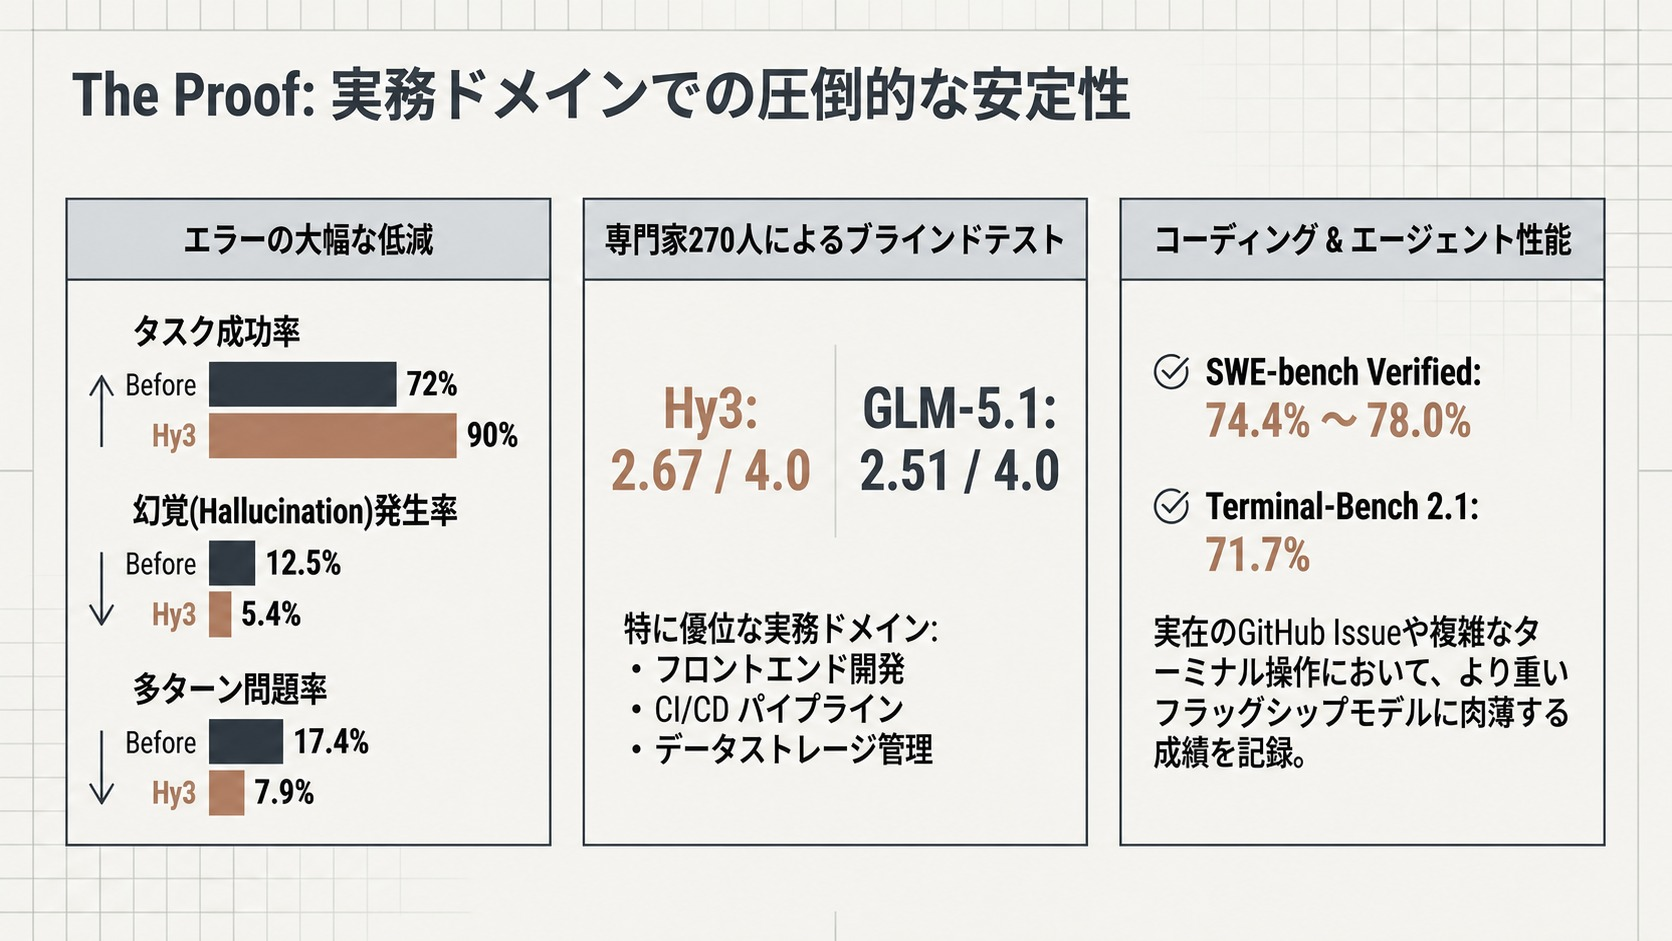 The Proof: 実務ドメインでの圧倒的な安定性
エラーの大幅な低減
タスク成功率
Before 72%
Hy3 90%
幻覚(Hallucination)発生率
Before 12.5%
Hy3 5.4%
多ターン問題率
Before 17.4%
Hy3 7.9%
専門家270人によるブラインドテスト
Hy3:
2.67 / 4.0
GLM-5.1:
2.51 / 4.0
特に優位な実務ドメイン:
• フロントエンド開発
• CI/CD パイプライン
• データストレージ管理
コーディング & エージェント性能
SWE-bench Verified:
74.4% ～ 78.0%
Terminal-Bench 2.1:
71.7%
実在のGitHub Issueや複雑なタ
ーミナル操作において、より重い
フラッグシップモデルに肉薄する
成績を記録。